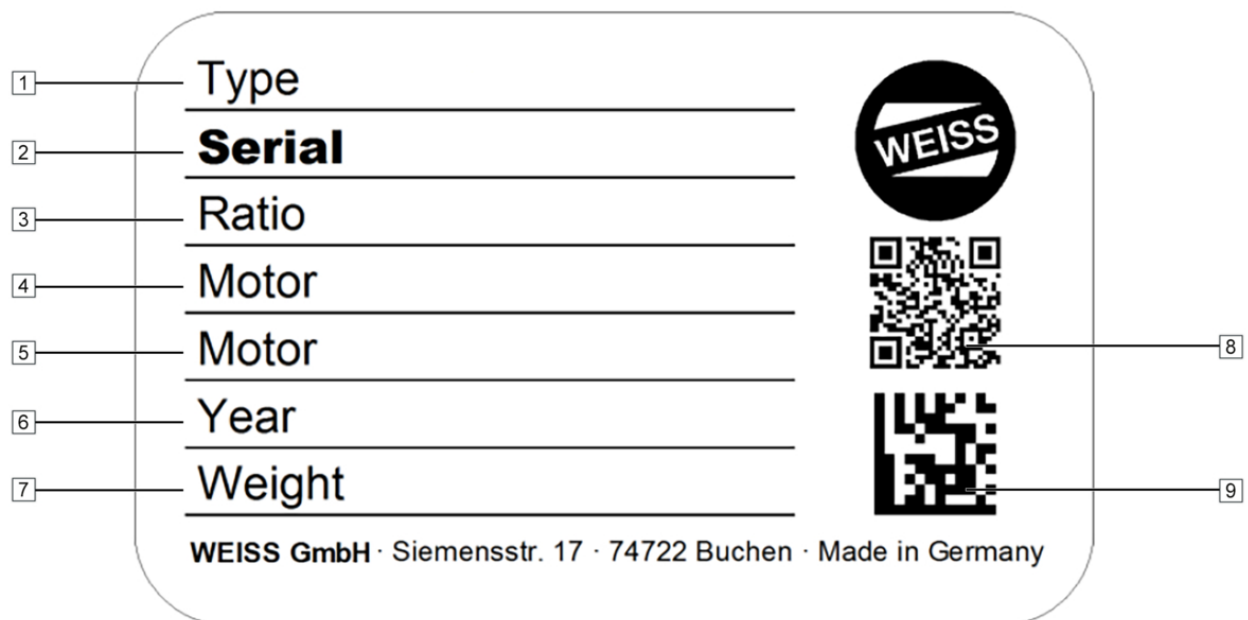 1 Type
2 Serial
3 Ratio
4 Motor
5 Motor
6 Year
7 Weight
WEISS
8
9
WEISS GmbH · Siemensstr. 17 · 74722 Buchen · Made in Germany